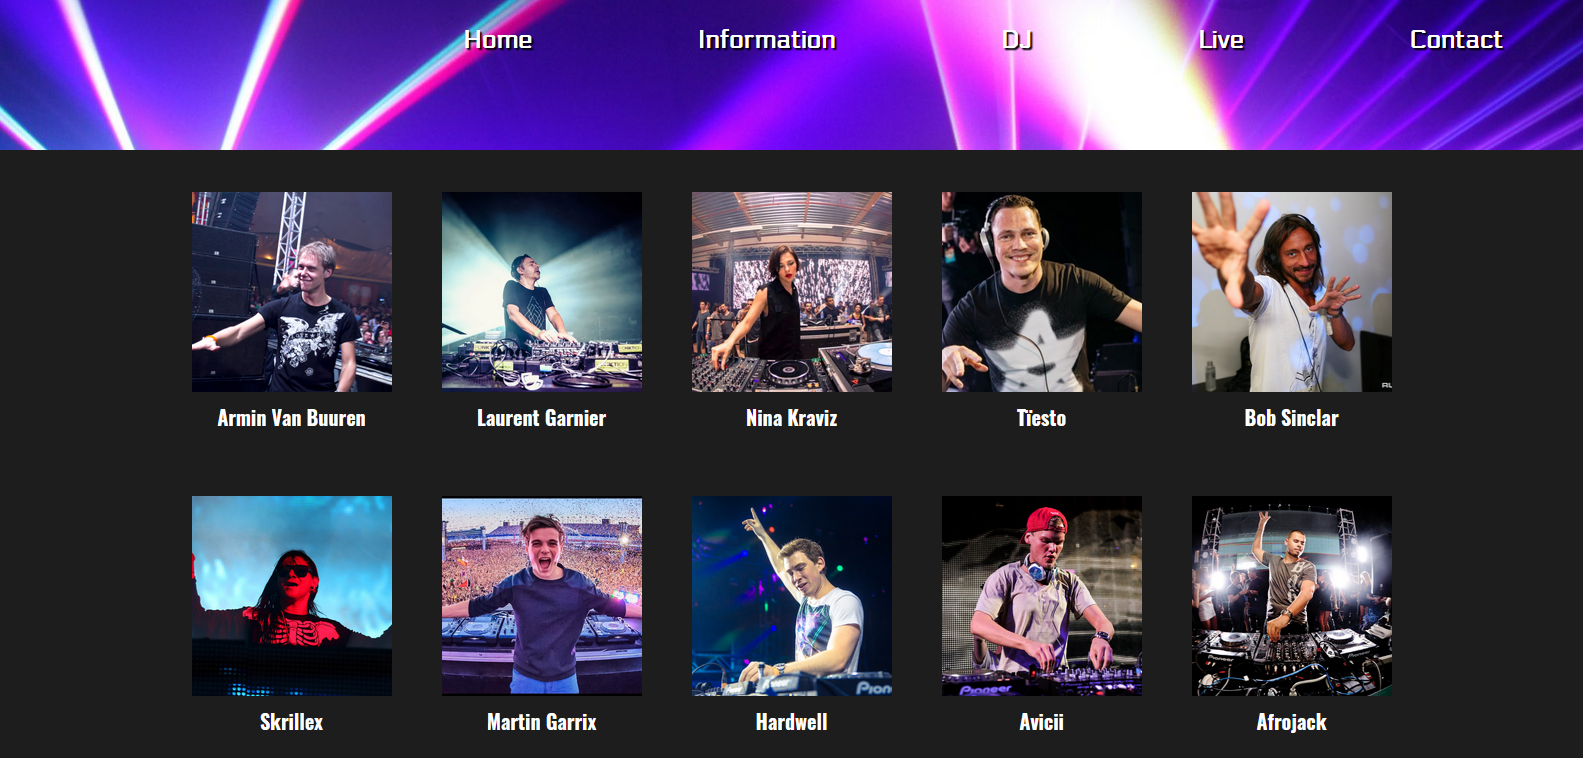 Home Information DJ Live Contact
Armin Van Buuren Laurent Garnier Nina Kraviz Tïesto Bob Sinclar
Pioneer
Skrillex Martin Garrix Hardwell Avicii Afrojack